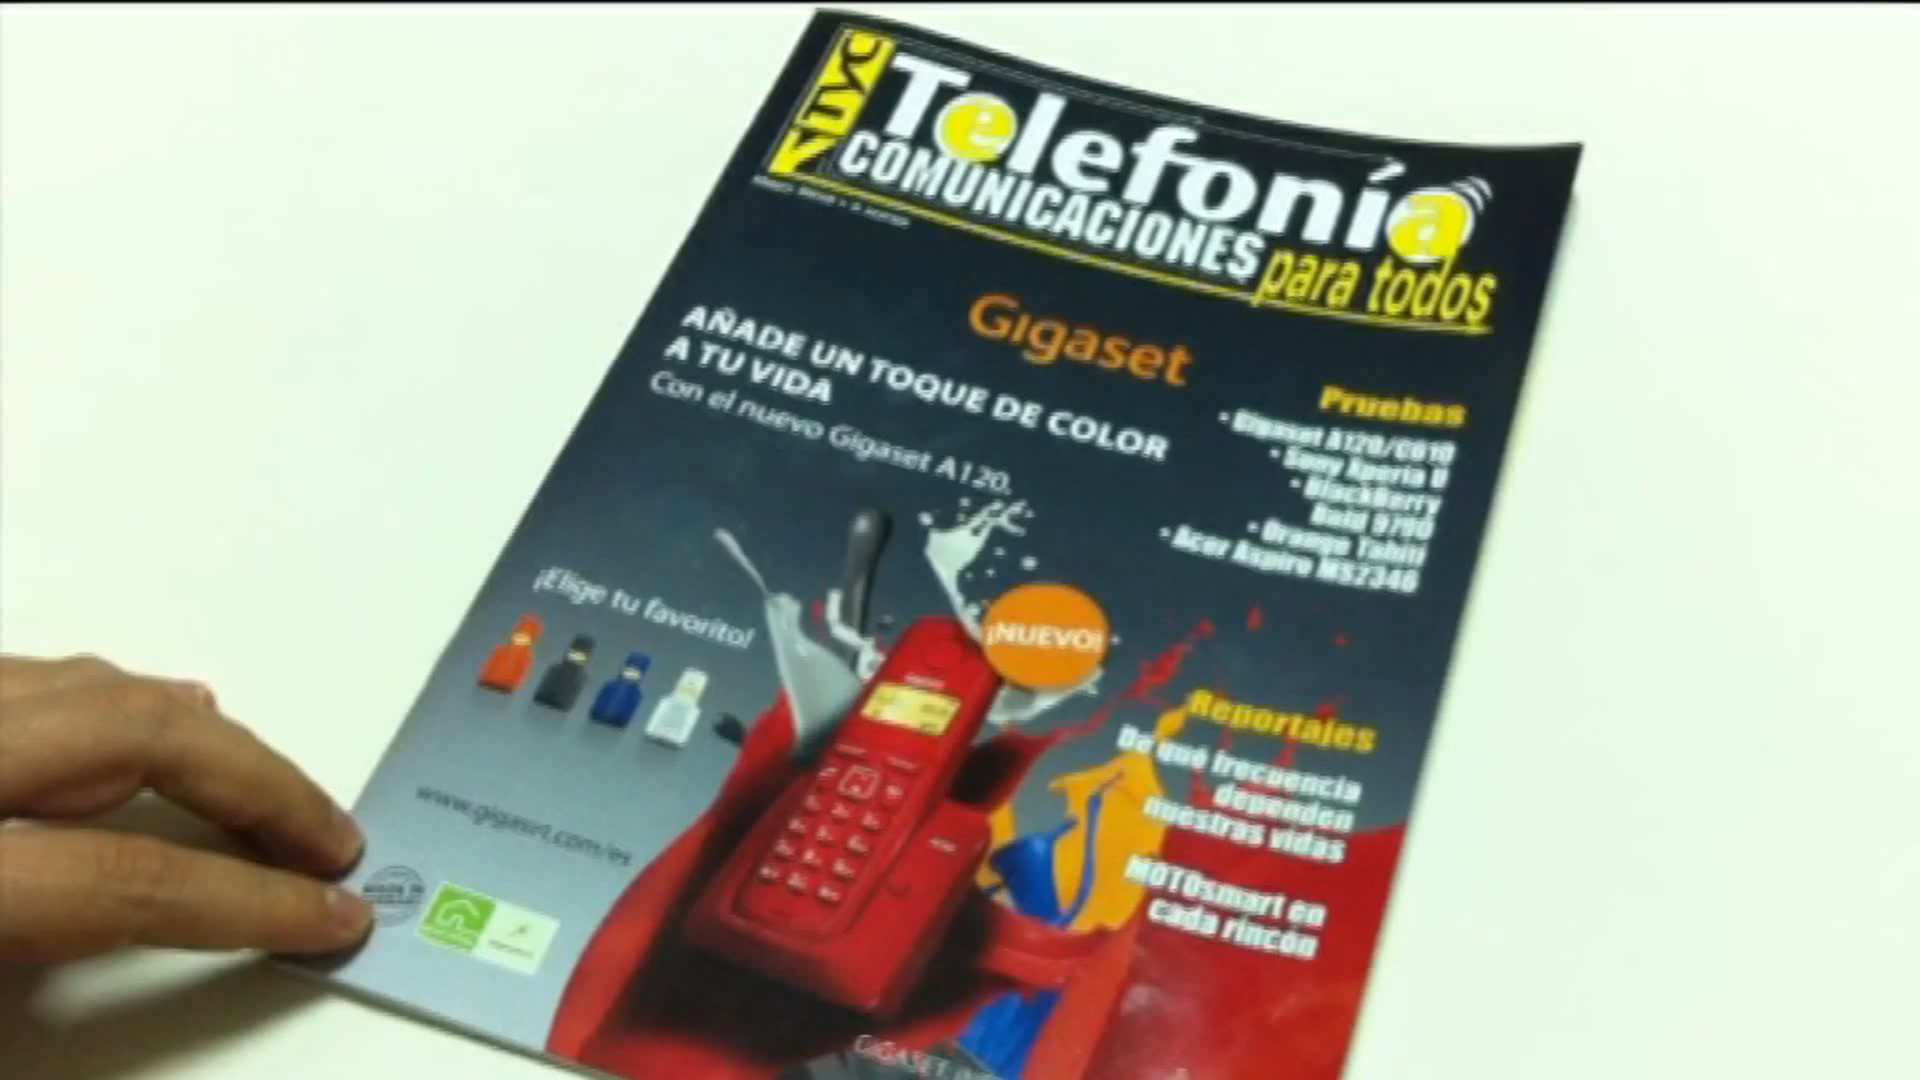 Telefonía
COMUNICACIONES
para todos
Gigaset
AÑADE UN TOQUE DE COLOR
A TU VIDA
Con el nuevo Gigaset A120.
Pruebas
• Gigaset A120/C610
• Sony Xperia U
• BlackBerry
Bold 9790
• Orange Tahiti
• Acer Aspire MS2346
¡Elige tu favorito!
¡NUEVO!
Reportajes
De qué frecuencia
dependen
nuestras vidas
MOTOsmart en
cada rincón
www.gigaset.com/es
GIGASET